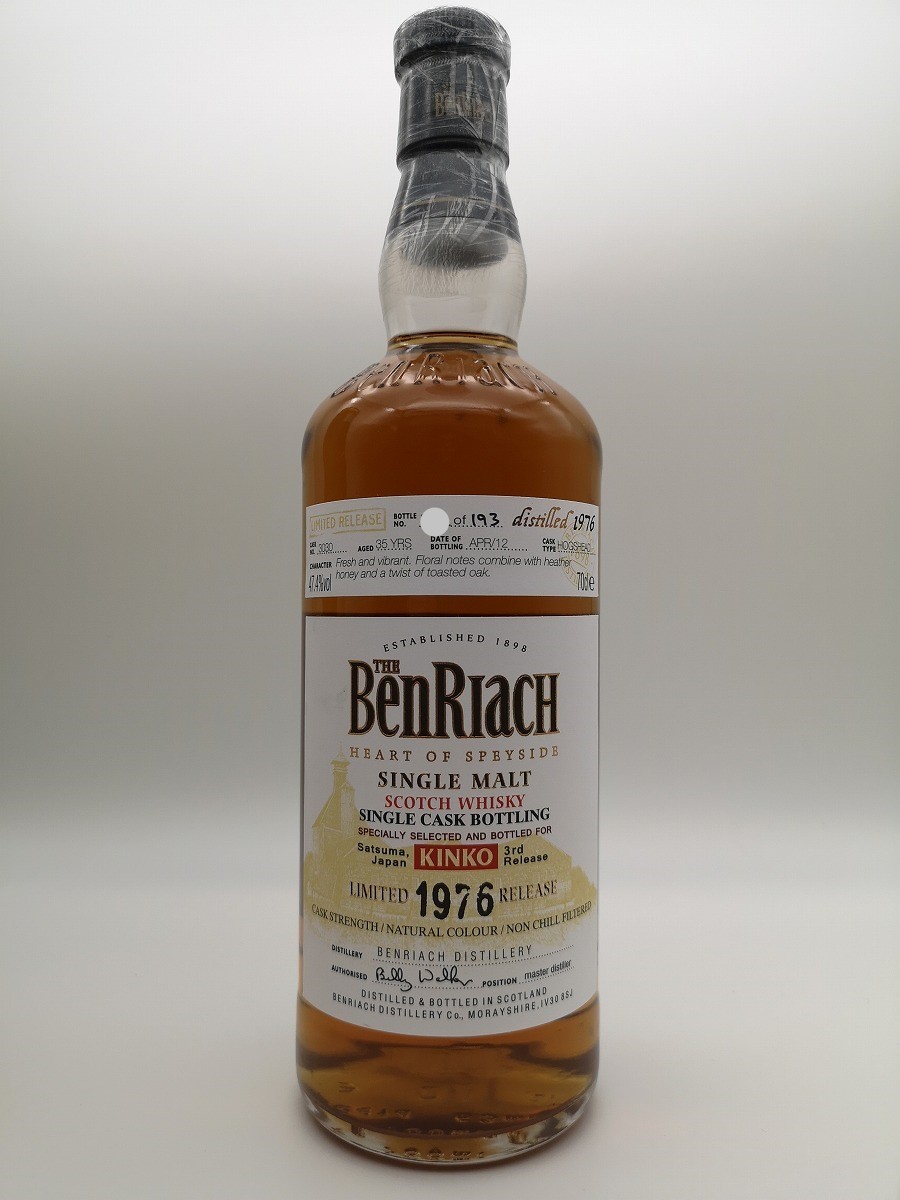 BenRiach
LIMITED RELEASE
BOTTLE NO. of 193
distilled 1976
CASK NO. 3030 AGED 35 YRS DATE OF BOTTLING APR/12 CASK TYPE HOGSHEAD
CHARACTER Fresh and vibrant. Floral notes combine with heather
honey and a twist of toasted oak.
47.4%vol 70cl e
ESTABLISHED 1898
THE
BENRIACH
HEART OF SPEYSIDE
SINGLE MALT
SCOTCH WHISKY
SINGLE CASK BOTTLING
SPECIALLY SELECTED AND BOTTLED FOR
Satsuma, Japan KINKO 3rd Release
LIMITED 1976 RELEASE
CASK STRENGTH / NATURAL COLOUR / NON CHILL FILTERED
DISTILLERY BENRIACH DISTILLERY
AUTHORISED Billy Walker POSITION master distiller
DISTILLED & BOTTLED IN SCOTLAND
BENRIACH DISTILLERY Co., MORAYSHIRE, IV30 8SJ